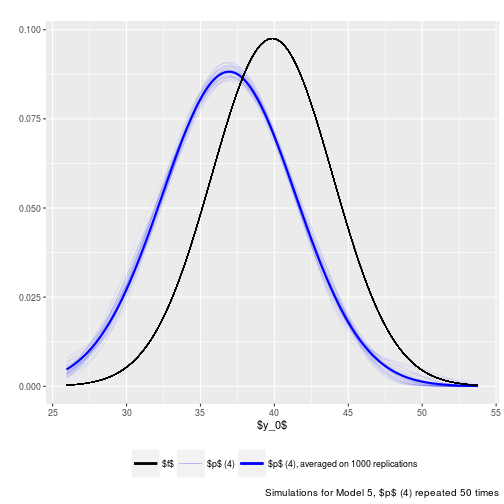 0.100
0.075
0.050
0.025
0.000
25 30 35 40 45 50 55
$y_0$
$f$ $p$ (4) $p$ (4), averaged on 1000 replications
Simulations for Model 5, $p$ (4) repeated 50 times